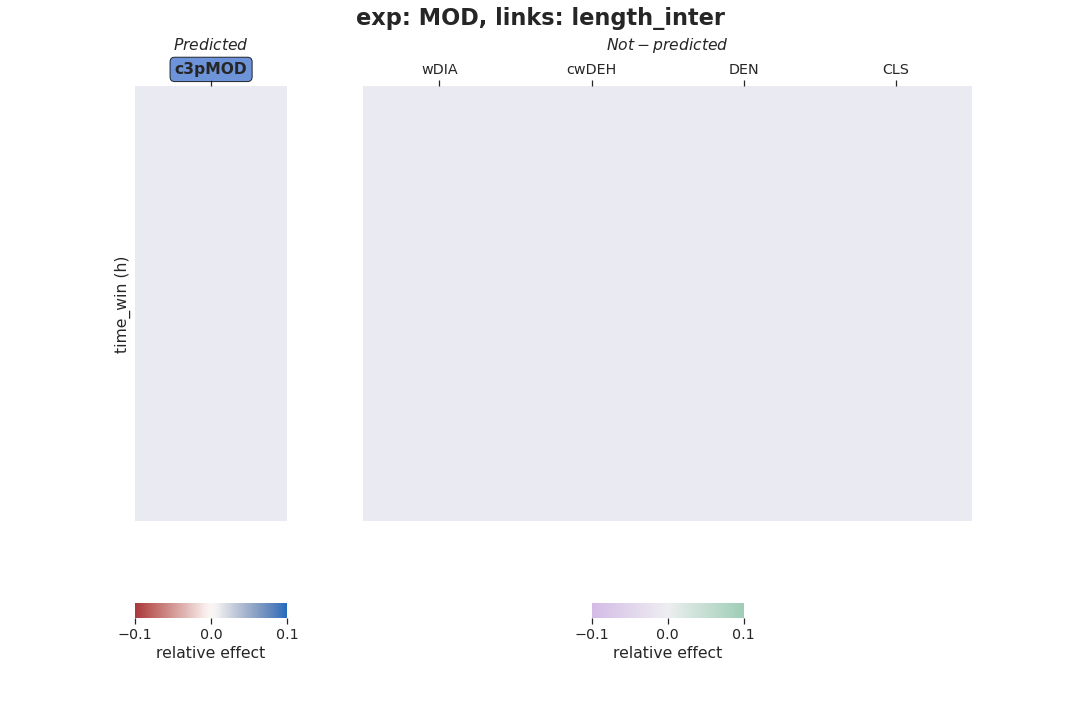 exp: MOD, links: length_inter
Predicted
Not − predicted
c3pMOD
wDIA
cwDEH
DEN
CLS
time_win (h)
−0.1 0.0 0.1
relative effect
−0.1 0.0 0.1
relative effect